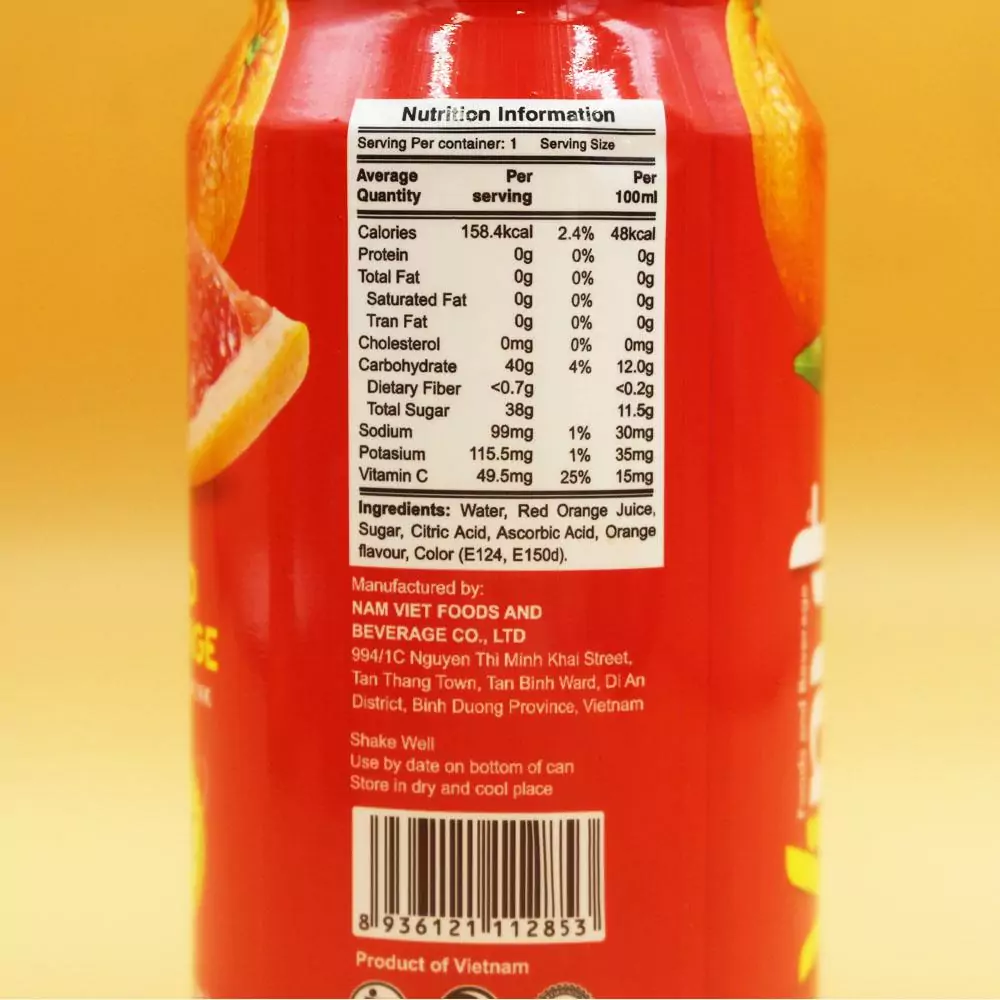 Nutrition Information
Serving Per container: 1 Serving Size
Average Quantity Per serving Per 100ml
Calories 158.4kcal 2.4% 48kcal
Protein 0g 0% 0g
Total Fat 0g 0% 0g
Saturated Fat 0g 0% 0g
Tran Fat 0g 0% 0g
Cholesterol 0mg 0% 0mg
Carbohydrate 40g 4% 12.0g
Dietary Fiber <0.7g <0.2g
Total Sugar 38g 11.5g
Sodium 99mg 1% 30mg
Potasium 115.5mg 1% 35mg
Vitamin C 49.5mg 25% 15mg
Ingredients: Water, Red Orange Juice,
Sugar, Citric Acid, Ascorbic Acid, Orange
flavour, Color (E124, E150d).
Manufactured by:
NAM VIET FOODS AND
BEVERAGE CO., LTD
994/1C Nguyen Thi Minh Khai Street,
Tan Thang Town, Tan Binh Ward, Di An
District, Binh Duong Province, Vietnam
Shake Well
Use by date on bottom of can
Store in dry and cool place
8 936121 112853
Product of Vietnam